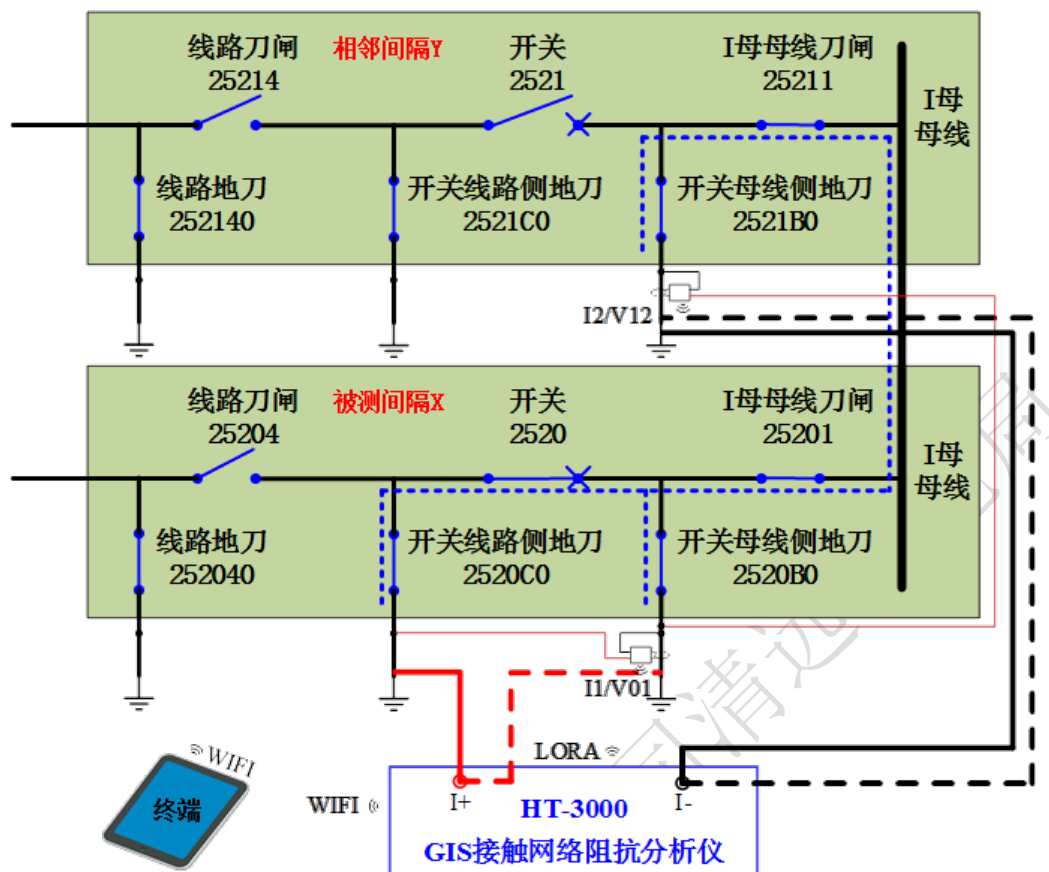 线路刀闸
25214
相邻间隔Y
开关
2521
I母母线刀闸
25211
I母
母线
线路地刀
252140
开关线路侧地刀
2521C0
开关母线侧地刀
2521B0
I2/V12
线路刀闸
25204
被测间隔X
开关
2520
I母母线刀闸
25201
I母
母线
线路地刀
252040
开关线路侧地刀
2520C0
开关母线侧地刀
2520B0
I1/V01
WIFI
终端
LORA
WIFI
I+
I-
HT-3000
GIS接触网络阻抗分析仪